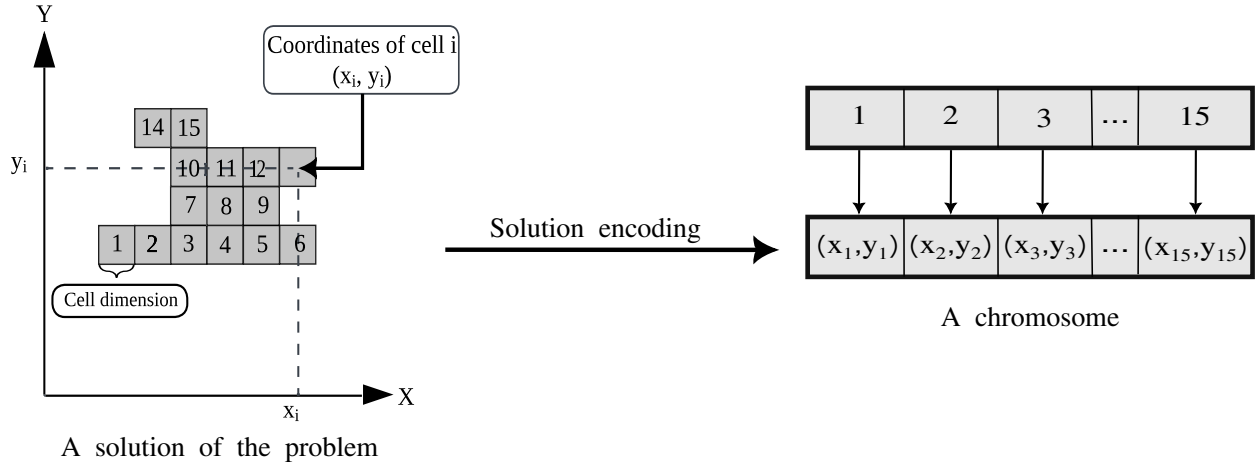 Y
Coordinates of cell i
(xᵢ, yᵢ)
14 15
yᵢ
10 11 12
7 8 9
1 2 3 4 5 6
Cell dimension
X
xᵢ
A solution of the problem
Solution encoding
1 2 3 ... 15
(x₁,y₁) (x₂,y₂) (x₃,y₃) ... (x₁₅,y₁₅)
A chromosome